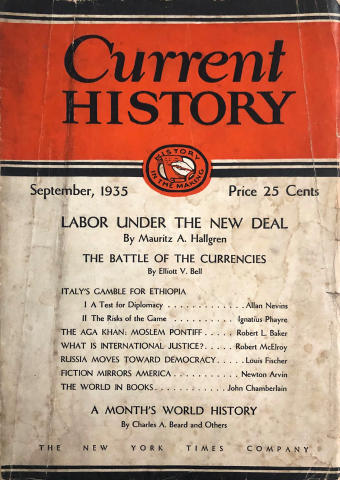 Current
HISTORY
HISTORY
IN THE MAKING
September, 1935 Price 25 Cents
LABOR UNDER THE NEW DEAL
By Mauritz A. Hallgren
THE BATTLE OF THE CURRENCIES
By Elliott V. Bell
ITALY'S GAMBLE FOR ETHIOPIA
I A Test for Diplomacy . . . . . . . . . . . . Allan Nevins
II The Risks of the Game . . . . . . . . . . Ignatius Phayre
THE AGA KHAN: MOSLEM PONTIFF . . . . . Robert L. Baker
WHAT IS INTERNATIONAL JUSTICE? . . . . . Robert McElroy
RUSSIA MOVES TOWARD DEMOCRACY . . . . . Louis Fischer
FICTION MIRRORS AMERICA . . . . . . . . . . Newton Arvin
THE WORLD IN BOOKS . . . . . . . . . . . . John Chamberlain
A MONTH'S WORLD HISTORY
By Charles A. Beard and Others
THE NEW YORK TIMES COMPANY